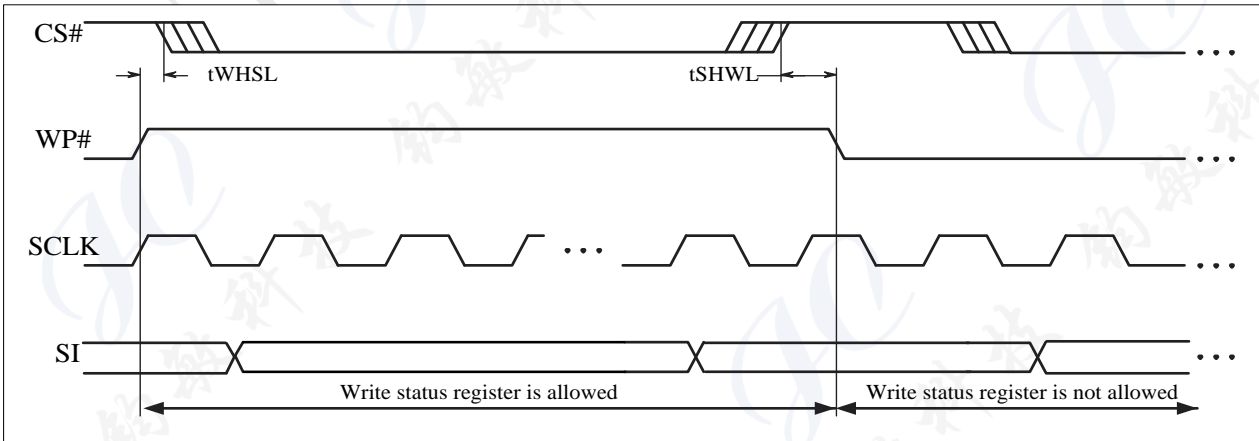 CS#
tWHSL
tSHWL
WP#
SCLK
SI
Write status register is allowed
Write status register is not allowed